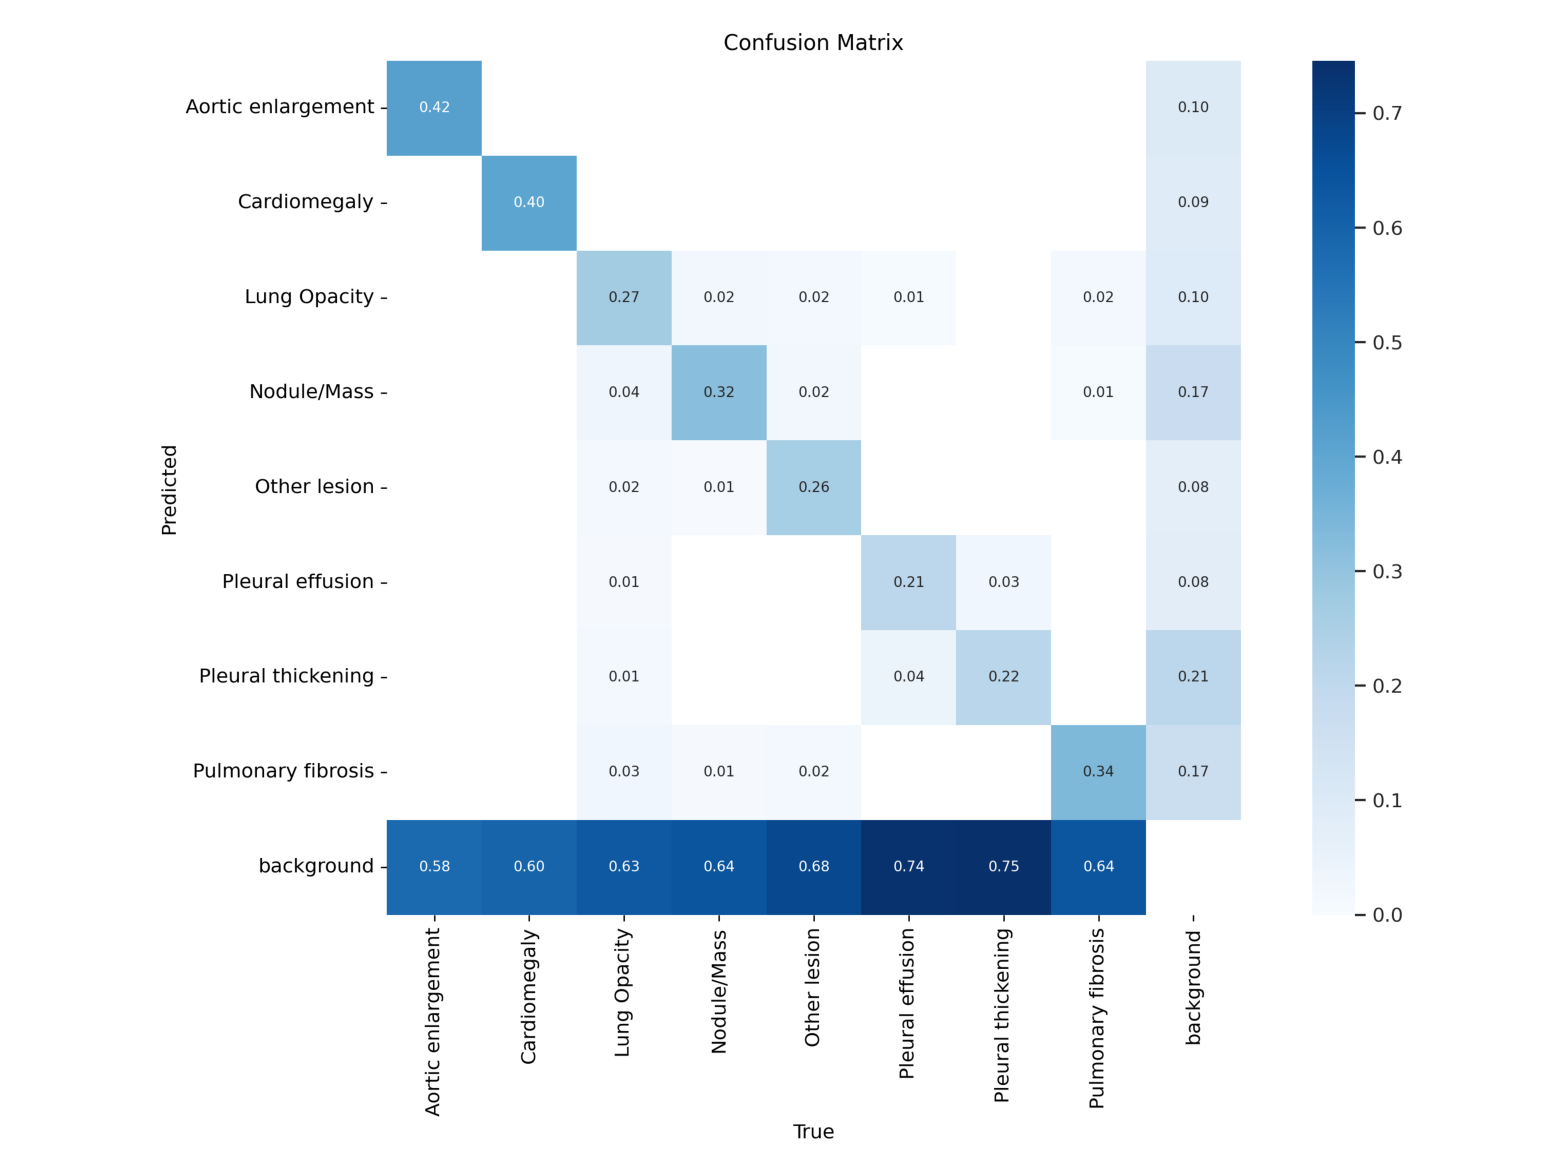 Confusion Matrix
Aortic enlargement 0.42 0.10
Cardiomegaly 0.40 0.09
Lung Opacity 0.27 0.02 0.02 0.01 0.02 0.10
Nodule/Mass 0.04 0.32 0.02 0.01 0.17
Other lesion 0.02 0.01 0.26 0.08
Pleural effusion 0.01 0.21 0.03 0.08
Pleural thickening 0.01 0.04 0.22 0.21
Pulmonary fibrosis 0.03 0.01 0.02 0.34 0.17
background 0.58 0.60 0.63 0.64 0.68 0.74 0.75 0.64
Predicted
Aortic enlargement
Cardiomegaly
Lung Opacity
Nodule/Mass
Other lesion
Pleural effusion
Pleural thickening
Pulmonary fibrosis
background
True
0.7
0.6
0.5
0.4
0.3
0.2
0.1
0.0